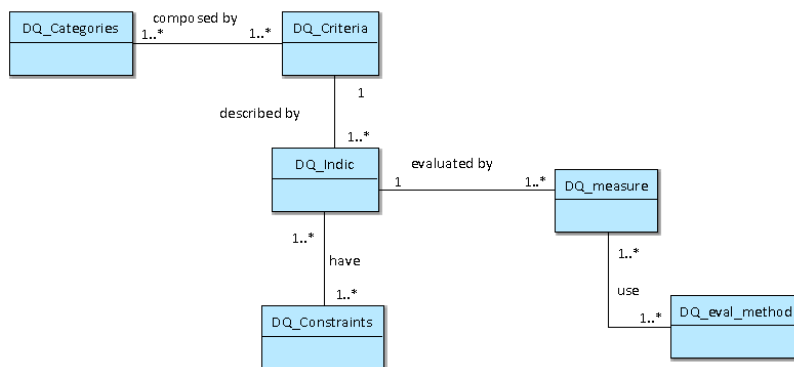 composed by
DQ_Categories
DQ_Criteria
1..*
1..*
1
described by
1..*
DQ_Indic
evaluated by
DQ_measure
1
1..*
1..*
1..*
have
use
1..*
DQ_eval_method
1..*
DQ_Constraints